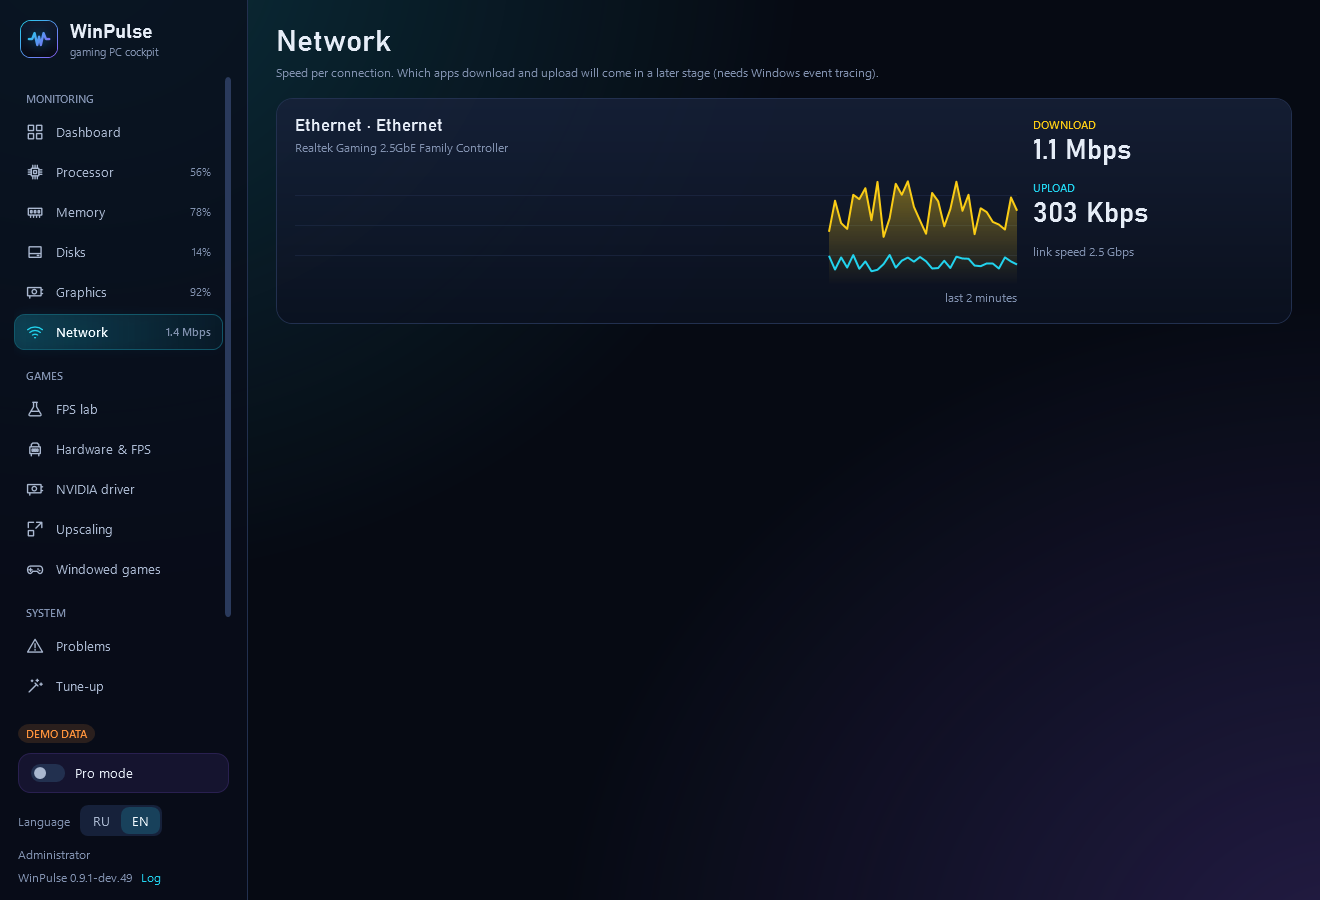 WinPulse
gaming PC cockpit
MONITORING
Dashboard
Processor 56%
Memory 78%
Disks 14%
Graphics 92%
Network 1.4 Mbps
GAMES
FPS lab
Hardware & FPS
NVIDIA driver
Upscaling
Windowed games
SYSTEM
Problems
Tune-up
DEMO DATA
Pro mode
Language RU EN
Administrator
WinPulse 0.9.1-dev.49 Log
Network
Speed per connection. Which apps download and upload will come in a later stage (needs Windows event tracing).
Ethernet · Ethernet
Realtek Gaming 2.5GbE Family Controller
last 2 minutes
DOWNLOAD
1.1 Mbps
UPLOAD
303 Kbps
link speed 2.5 Gbps